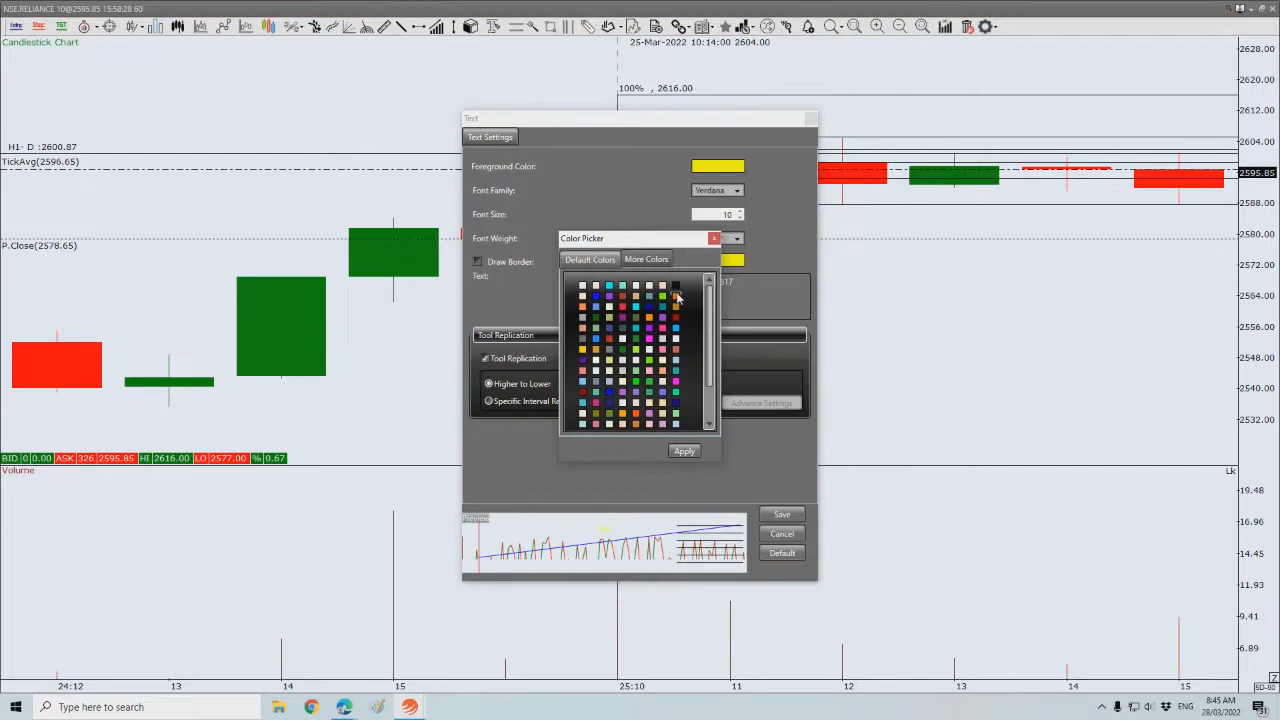 NSE.RELIANCE 10@2595.85 15:58:28 60
Entry:
Stop:
TGT
Candlestick Chart
25-Mar-2022 10:14:00 2604.00
100% , 2616.00
H1- D :2600.87
TickAvg(2596.65)
P.Close(2578.65)
2628.00
2620.00
2612.00
2604.00
2595.85
2588.00
2580.00
2572.00
2564.00
2556.00
2548.00
2540.00
2532.00
Text
Text Settings
Foreground Color:
Font Family:
Verdana
Font Size:
10
Font Weight:
Draw Border:
Text:
617
Tool Replication
Tool Replication
Higher to Lower
Specific Interval Re
Advance Settings
Color Picker
x
Default Colors
More Colors
Apply
Preview
Save
Cancel
Default
BID 0 0.00 ASK 326 2595.85 HI 2616.00 LO 2577.00 % 0.67
Volume
Lk
19.48
16.96
14.45
11.93
9.41
6.89
24:12 13 14 15 25:10 11 12 13 14 15
Z
5D-60
Type here to search
ENG
8:45 AM
28/03/2022